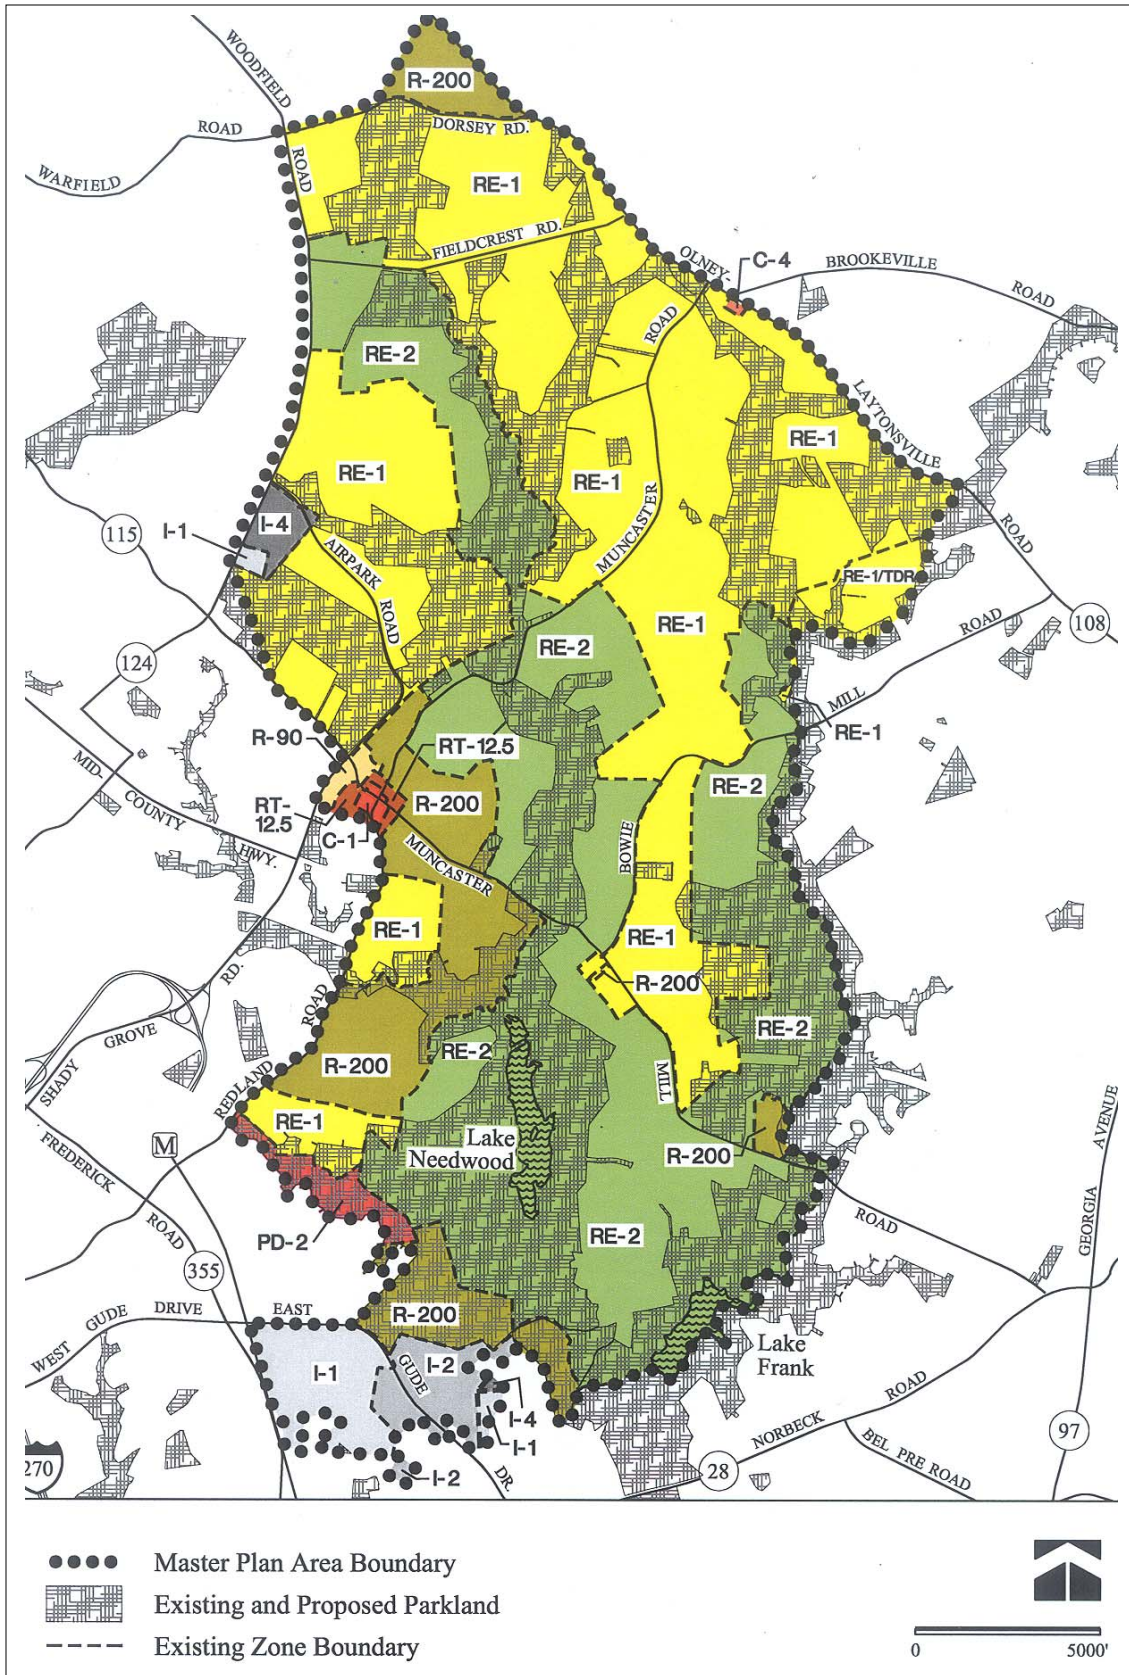 WOODFIELD
ROAD
R-200
DORSEY RD.
ROAD
WARFIELD
RE-1
FIELDCREST RD.
OLNEY-
C-4
BROOKEVILLE
ROAD
ROAD
RE-2
LAYTONSVILLE
RE-1
RE-1
RE-1
I-4
I-1
115
MUNCASTER
ROAD
AIRPARK
ROAD
RE-1/TDR
RE-1
RE-2
ROAD
108
124
MILL
RE-1
R-90
RT-12.5
MID-
COUNTY
HWY.
RT-
12.5
R-200
RE-2
C-1
BOWIE
MUNCASTER
RE-1
RE-1
R-200
RD.
ROAD
GROVE
SHADY
RE-2
RE-2
R-200
MILL
REDLAND
RE-1
AVENUE
FREDERICK
M
Lake
Needwood
R-200
ROAD
GEORGIA
ROAD
PD-2
RE-2
355
WEST GUDE DRIVE EAST
R-200
Lake
Frank
GUDE
I-2
I-1
ROAD
I-4
NORBECK
I-1
BEL PRE ROAD
97
270
I-2
DR.
28
Master Plan Area Boundary
Existing and Proposed Parkland
Existing Zone Boundary
0 5000'